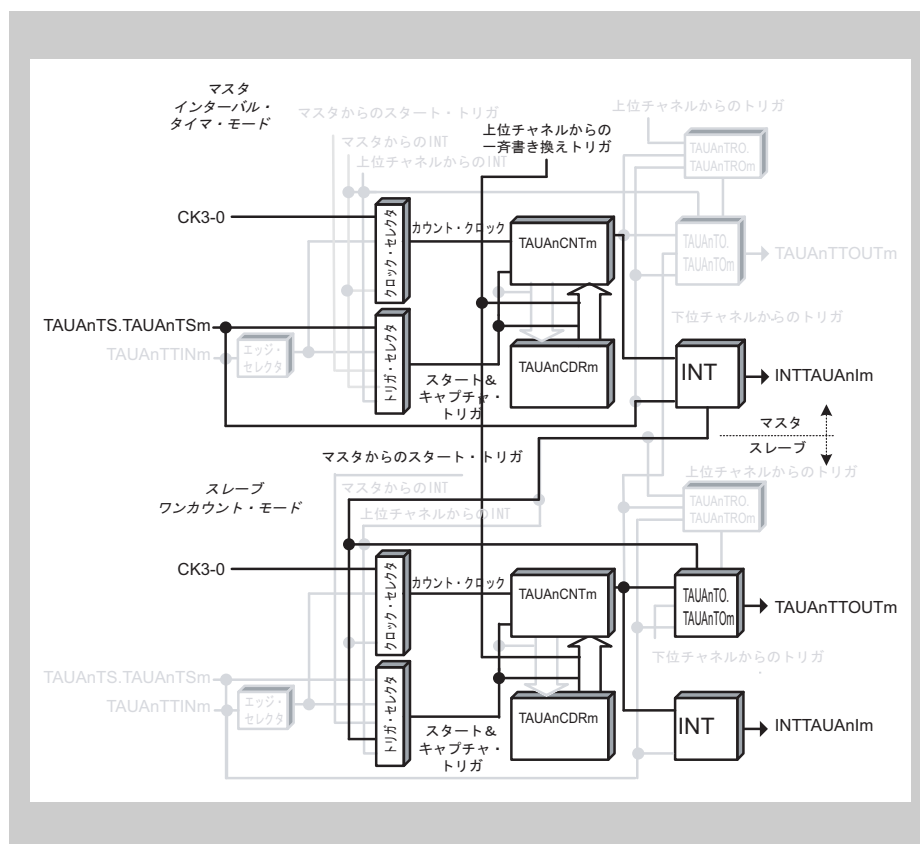 マスタ
インターバル・
タイマ・モード
マスタからのスタート・トリガ
マスタからのINT
上位チャネルからのINT
上位チャネルからの
一斉書き換えトリガ
上位チャネルからのトリガ
TAUAnTRO.
TAUAnTROm
CK3-0
クロック・セレクタ
カウント・クロック
TAUAnCNTm
TAUAnTO.
TAUAnTOm
TAUAnTTOUTm
TAUAnTS.TAUAnTSm
TAUAnTTINm
エッジ・
セレクタ
トリガ・セレクタ
スタート&
キャプチャ・
トリガ
TAUAnCDRm
下位チャネルからのトリガ
INT
INTTAUAnIm
マスタ
スレーブ
マスタからのスタート・トリガ
マスタからのINT
上位チャネルからのINT
スレーブ
ワンカウント・モード
上位チャネルからのトリガ
TAUAnTRO.
TAUAnTROm
CK3-0
クロック・セレクタ
カウント・クロック
TAUAnCNTm
TAUAnTO.
TAUAnTOm
TAUAnTTOUTm
下位チャネルからのトリガ
TAUAnTS.TAUAnTSm
TAUAnTTINm
エッジ・
セレクタ
トリガ・セレクタ
スタート&
キャプチャ・
トリガ
TAUAnCDRm
INT
INTTAUAnIm